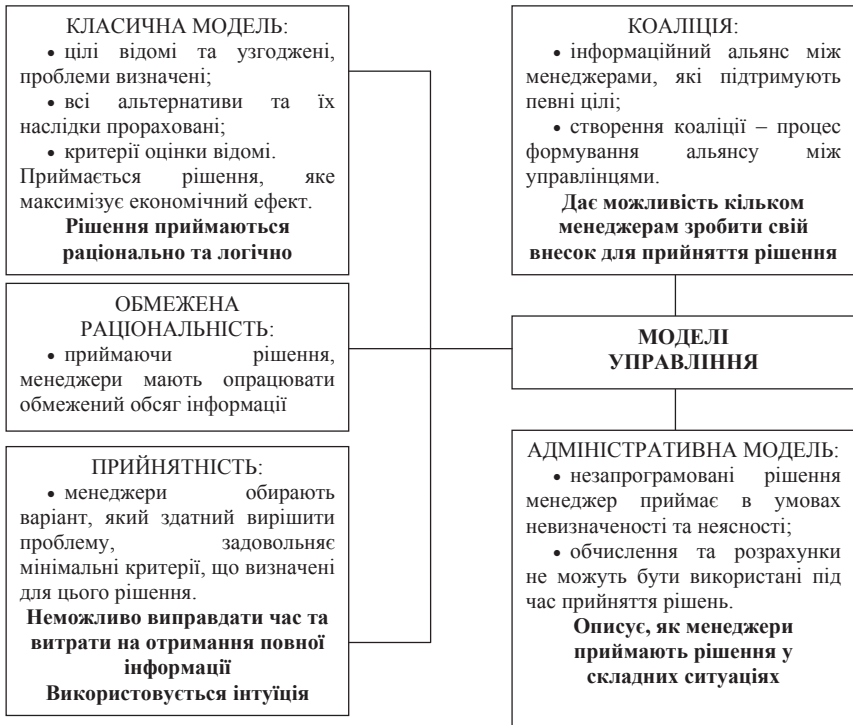 КЛАСИЧНА МОДЕЛЬ:
• цілі відомі та узгоджені,
проблеми визначені;
• всі альтернативи та їх
наслідки прораховані;
• критерії оцінки відомі.
Приймається рішення, яке
максимізує економічний ефект.
Рішення приймаються
раціонально та логічно
ОБМЕЖЕНА
РАЦІОНАЛЬНІСТЬ:
• приймаючи рішення,
менеджери мають опрацювати
обмежений обсяг інформації
ПРИЙНЯТНІСТЬ:
• менеджери обирають
варіант, який здатний вирішити
проблему, задовольняє
мінімальні критерії, що визначені
для цього рішення.
Неможливо виправдати час та
витрати на отримання повної
інформації
Використовується інтуїція
КОАЛІЦІЯ:
• інформаційний альянс між
менеджерами, які підтримують
певні цілі;
• створення коаліції – процес
формування альянсу між
управлінцями.
Дає можливість кільком
менеджерам зробити свій
внесок для прийняття рішення
МОДЕЛІ
УПРАВЛІННЯ
АДМІНІСТРАТИВНА МОДЕЛЬ:
• незапрограмовані рішення
менеджер приймає в умовах
невизначеності та неясності;
• обчислення та розрахунки
не можуть бути використані під
час прийняття рішень.
Описує, як менеджери
приймають рішення у
складних ситуаціях